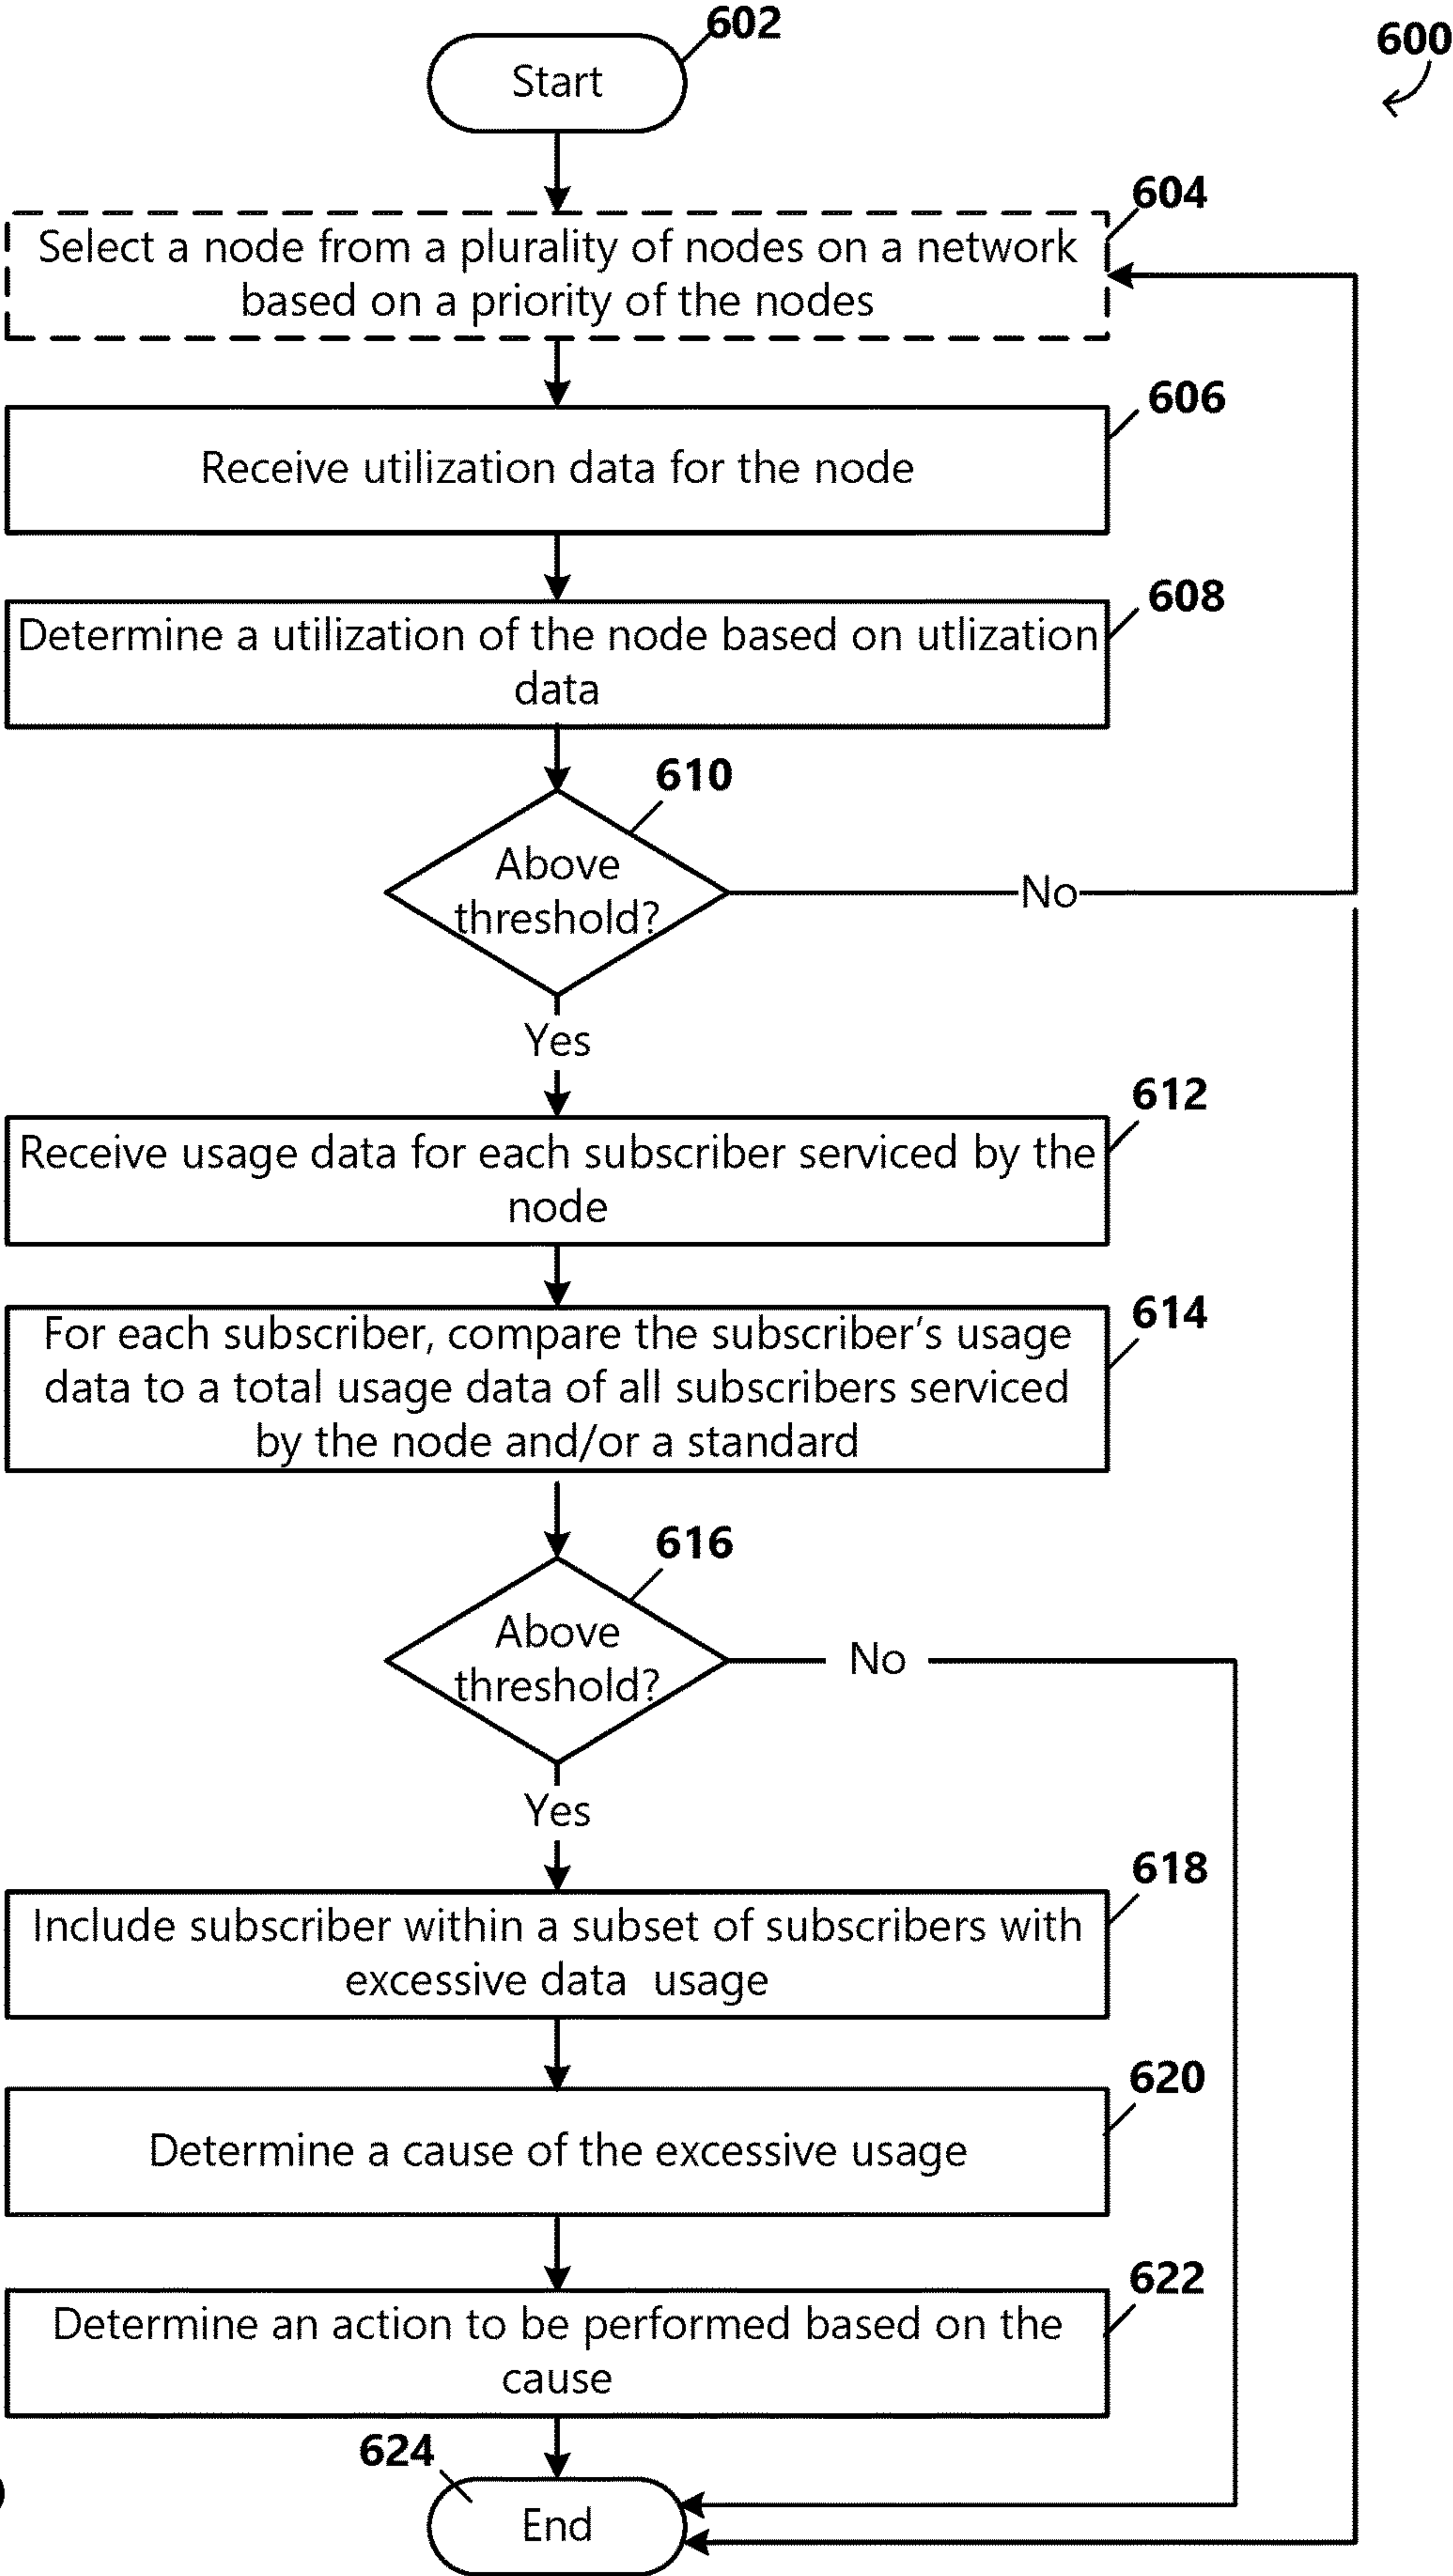 602
600
Start
604
Select a node from a plurality of nodes on a network
based on a priority of the nodes
606
Receive utilization data for the node
608
Determine a utilization of the node based on utlization
data
610
Above
threshold?
No
Yes
612
Receive usage data for each subscriber serviced by the
node
614
For each subscriber, compare the subscriber's usage
data to a total usage data of all subscribers serviced
by the node and/or a standard
616
Above
threshold?
No
Yes
618
Include subscriber within a subset of subscribers with
excessive data  usage
620
Determine a cause of the excessive usage
622
Determine an action to be performed based on the
cause
624
End